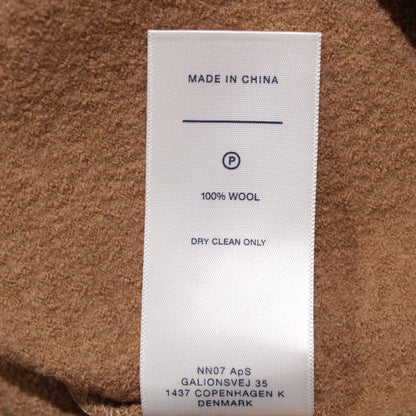 MADE IN CHINA
P
100% WOOL
DRY CLEAN ONLY
NN07 ApS
GALIONSVEJ 35
1437 COPENHAGEN K
DENMARK